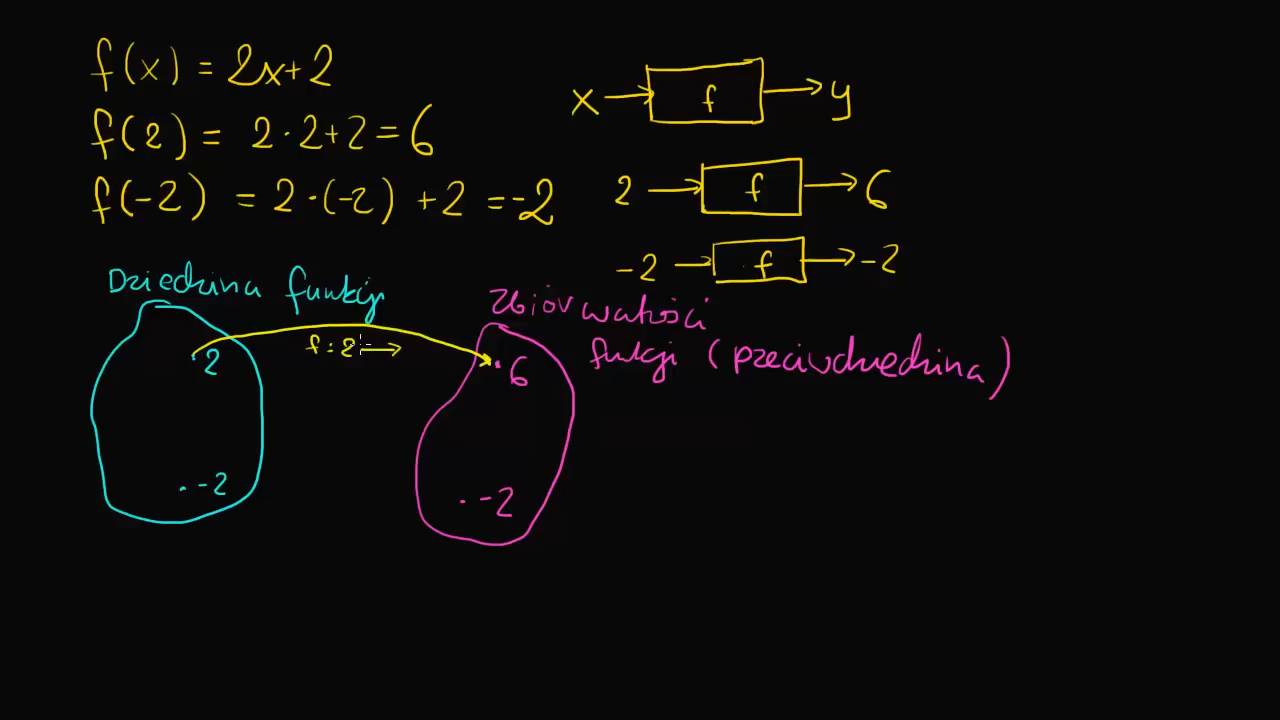 f(x) = 2x+2
f(2) = 2·2+2=6
f(-2) = 2·(-2) +2 =-2
x → f → y
2 → f → 6
-2 → f → -2
Dziedzina funkcji
Zbiór wartości
funkcji (przeciwdziedzina)
f: 2 →
2
·6
·-2
·-2